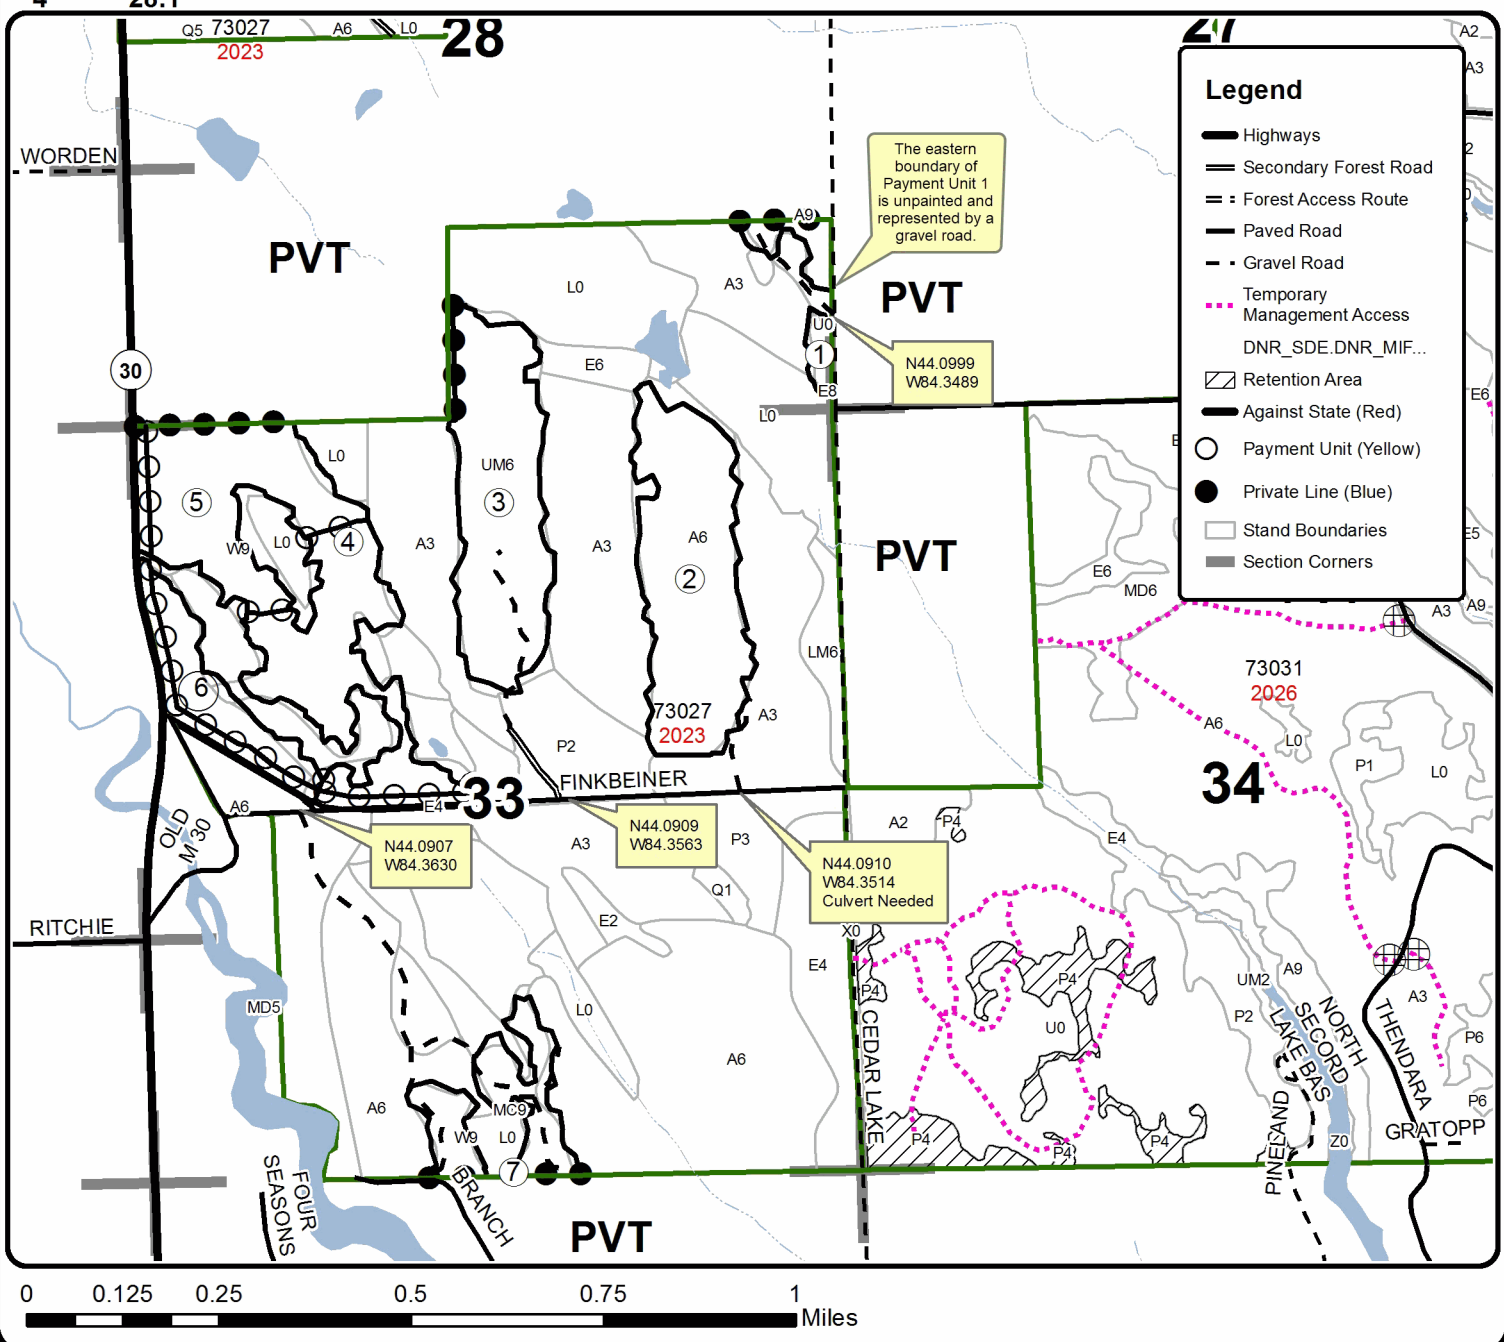 Q5 73027 A6 L0 28
2023
WORDEN
PVT
30
The eastern
boundary of
Payment Unit 1
is unpainted and
represented by a
gravel road.
A9
PVT
L0
A3
U0
1
E8
L0
E6
N44.0999
W84.3489
Legend
Highways
Secondary Forest Road
Forest Access Route
Paved Road
Gravel Road
Temporary
Management Access
DNR_SDE.DNR_MIF...
Retention Area
Against State (Red)
Payment Unit (Yellow)
Private Line (Blue)
Stand Boundaries
Section Corners
A2
A3
E6
E5
A9
A3
L0
5
W9
L0
4
A3
UM6
3
A3
A6
2
PVT
E6
MD6
LM6
6
73027
2023
A3
P2
FINKBEINER
33
E4
A6
OLD
M 30
N44.0907
W84.3630
N44.0909
W84.3563
N44.0910
W84.3514
Culvert Needed
73031
2026
A6
L0
P1
L0
34
A3
P3
Q1
E2
A2
P4
E4
RITCHIE
X0
E4
P4
P4
U0
CEDAR LAKE
MD5
L0
A6
A6
MC9
W9
L0
7
P4
P4
P4
UM2
A9
P2
NORTH
SECORD
LAKE BAS
THENDARA
A3
P6
P6
GRATOPP
Z0
PINELAND
FOUR
SEASONS
BRANCH
PVT
0 0.125 0.25 0.5 0.75 1
Miles